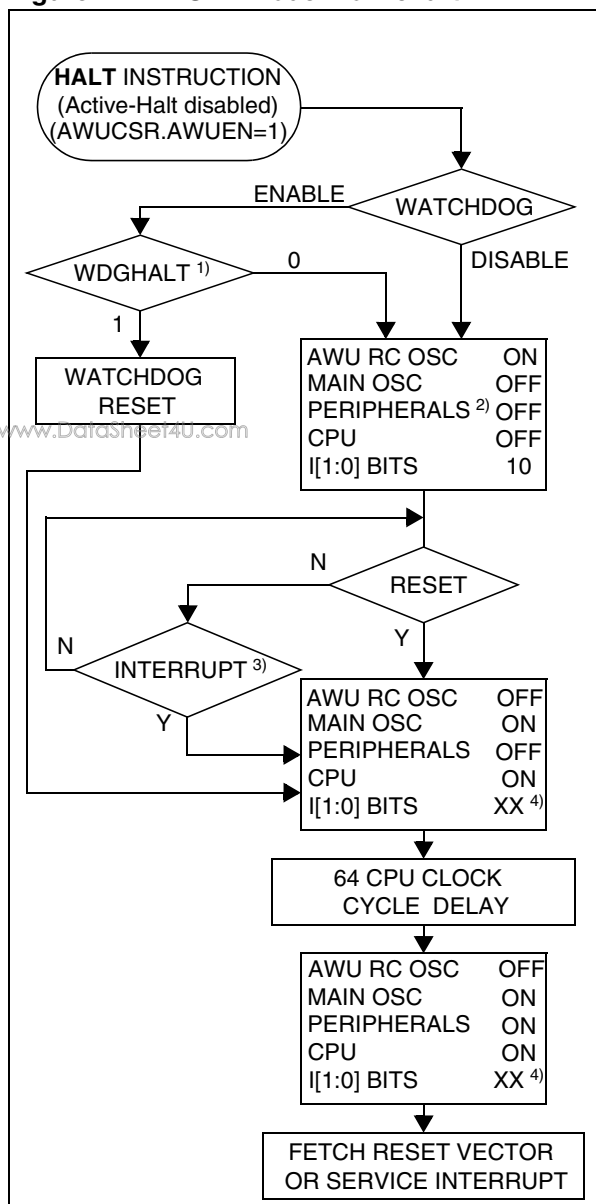 HALT INSTRUCTION
(Active-Halt disabled)
(AWUCSR.AWUEN=1)
ENABLE
WATCHDOG
WDGHALT 1)
0
DISABLE
1
WATCHDOG
RESET
AWU RC OSC ON
MAIN OSC OFF
PERIPHERALS 2) OFF
CPU OFF
I[1:0] BITS 10
www.DataSheet4U.com
N
RESET
N
INTERRUPT 3)
Y
Y
AWU RC OSC OFF
MAIN OSC ON
PERIPHERALS OFF
CPU ON
I[1:0] BITS XX 4)
64 CPU CLOCK
CYCLE DELAY
AWU RC OSC OFF
MAIN OSC ON
PERIPHERALS ON
CPU ON
I[1:0] BITS XX 4)
FETCH RESET VECTOR
OR SERVICE INTERRUPT